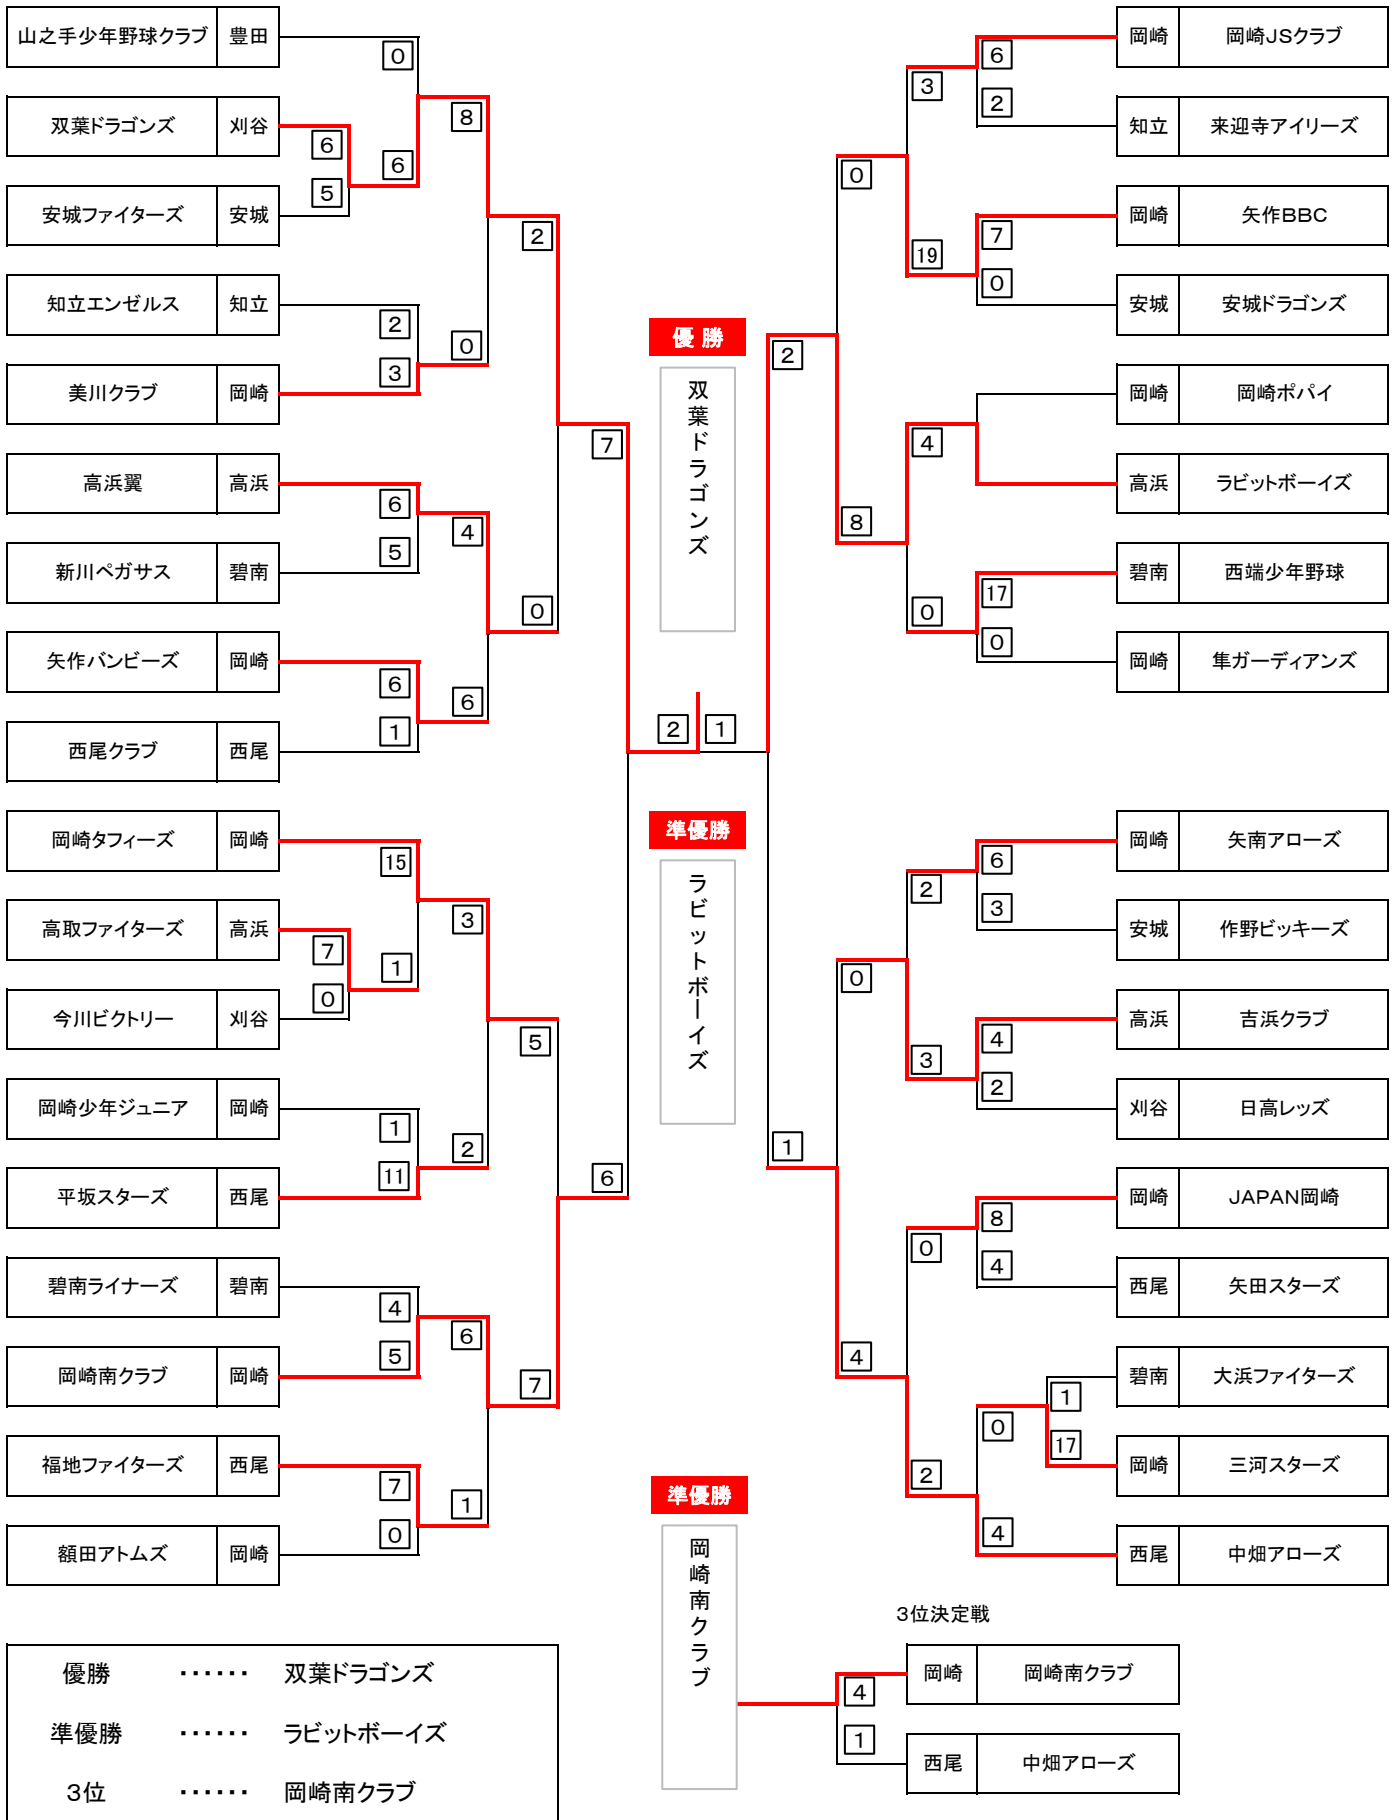 山之手少年野球クラブ 豊田
0
双葉ドラゴンズ 刈谷
6
6
5
安城ファイターズ 安城
8
知立エンゼルス 知立
2
3
美川クラブ 岡崎
0
2
高浜翼 高浜
6
5
新川ペガサス 碧南
4
矢作バンビーズ 岡崎
6
1
西尾クラブ 西尾
6
0
7
岡崎タフィーズ 岡崎
15
高取ファイターズ 高浜
7
0
1
今川ビクトリー 刈谷
3
岡崎少年ジュニア 岡崎
1
11
平坂スターズ 西尾
2
5
碧南ライナーズ 碧南
4
5
岡崎南クラブ 岡崎
6
福地ファイターズ 西尾
7
0
額田アトムズ 岡崎
1
7
6
優 勝
双葉ドラゴンズ
2 1
準優勝
ラビットボーイズ
準優勝
岡崎南クラブ
岡崎 岡崎JSクラブ
6
2
知立 来迎寺アイリーズ
3
岡崎 矢作BBC
7
0
安城 安城ドラゴンズ
19
0
岡崎 岡崎ポパイ
高浜 ラビットボーイズ
4
碧南 西端少年野球
17
0
岡崎 隼ガーディアンズ
0
8
2
岡崎 矢南アローズ
6
3
安城 作野ビッキーズ
2
高浜 吉浜クラブ
4
2
刈谷 日高レッズ
3
0
岡崎 JAPAN岡崎
8
4
西尾 矢田スターズ
0
碧南 大浜ファイターズ
1
17
岡崎 三河スターズ
0
4
西尾 中畑アローズ
2
4
1
3位決定戦
岡崎 岡崎南クラブ
4
1
西尾 中畑アローズ
優勝 ・・・・・・ 双葉ドラゴンズ
準優勝 ・・・・・・ ラビットボーイズ
3位 ・・・・・・ 岡崎南クラブ